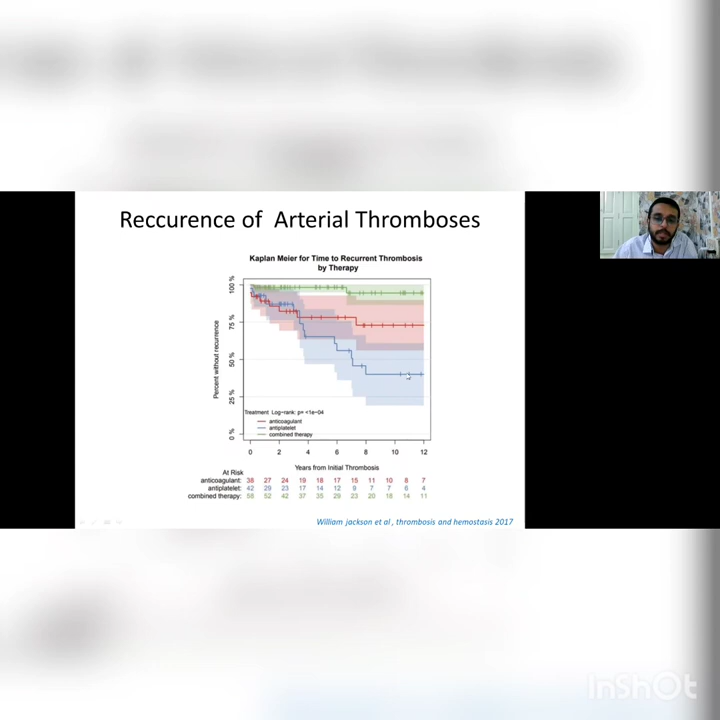 Reccurence of Arterial Thromboses
Kaplan Meier for Time to Recurrent Thrombosis
by Therapy
100 %
75 %
50 %
25 %
0 %
Percent without recurrence
Treatment Log-rank: p= <1e-04
anticoagulant
antiplatelet
combined therapy
0 2 4 6 8 10 12
Years from Initial Thrombosis
At Risk
anticoagulant: 38 27 24 19 18 17 15 11 10 8 7
antiplatelet: 42 29 23 17 14 12 9 7 7 6 4
combined therapy: 58 52 42 37 35 29 23 20 18 14 11
William jackson et al , thrombosis and hemostasis 2017
InShOt